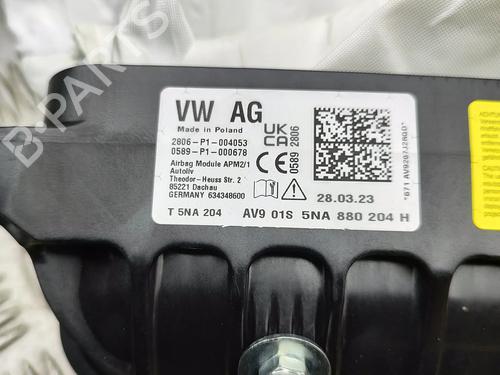 VW AG
Made in Poland
2806-P1-004053
0589-P1-000678
UK
CA
CE
0589 2806
Airbag Module APM2/1
Autoliv
Theodor-Heuss Str. 2
85221 Dachau
GERMANY 634348600
28.03.23
T 5NA 204
AV9 01S 5NA 880 204 H
B-PARTS